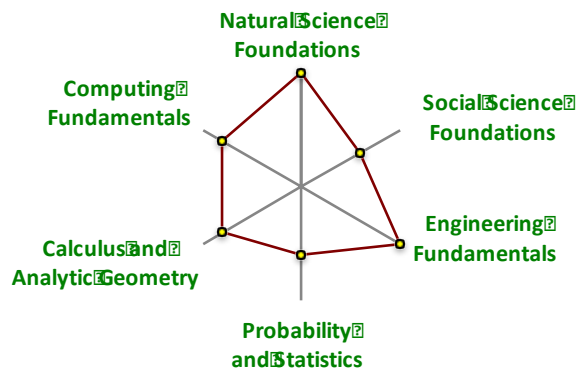 Natural Science
Foundations
Computing
Fundamentals
Social Science
Foundations
Engineering
Fundamentals
Calculus and
Analytic Geometry
Probability
and Statistics